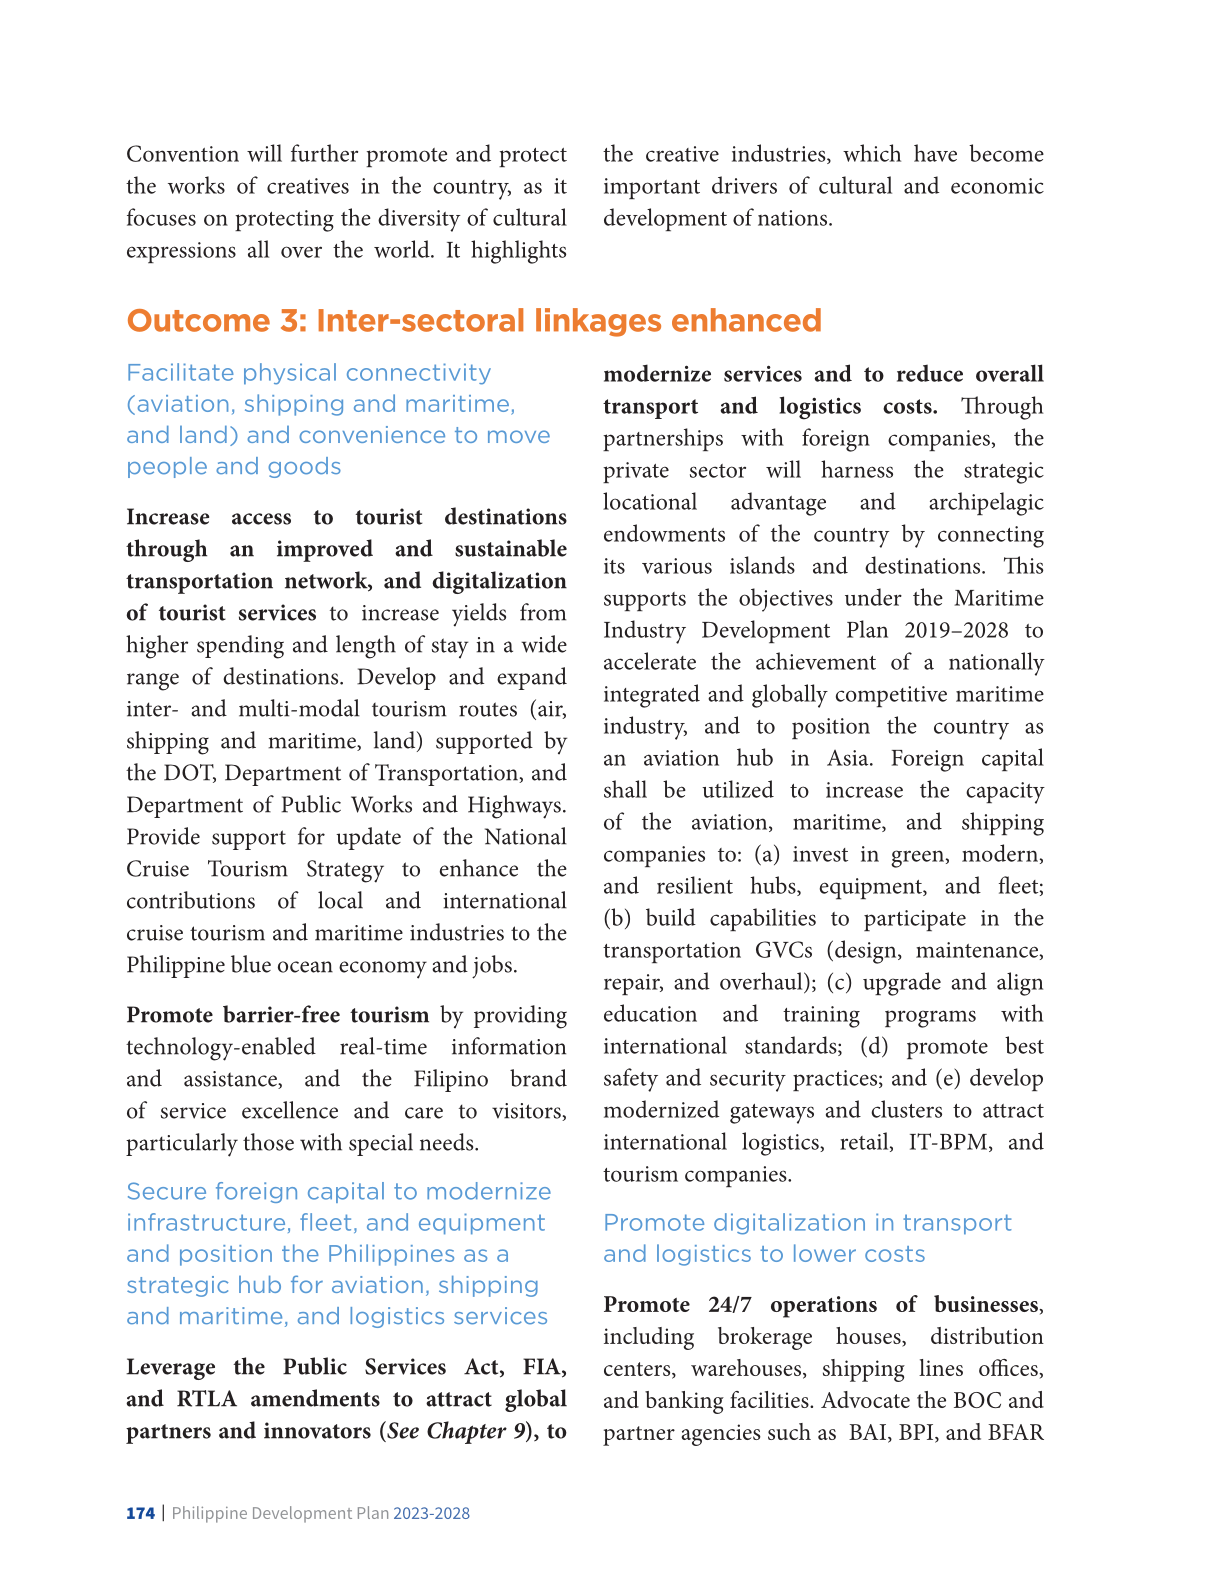 Convention will further promote and protect
the works of creatives in the country, as it
focuses on protecting the diversity of cultural
expressions all over the world. It highlights
the creative industries, which have become
important drivers of cultural and economic
development of nations.
Outcome 3: Inter-sectoral linkages enhanced
Facilitate physical connectivity
(aviation, shipping and maritime,
and land) and convenience to move
people and goods
Increase access to tourist destinations
through an improved and sustainable
transportation network, and digitalization
of tourist services to increase yields from
higher spending and length of stay in a wide
range of destinations. Develop and expand
inter- and multi-modal tourism routes (air,
shipping and maritime, land) supported by
the DOT, Department of Transportation, and
Department of Public Works and Highways.
Provide support for update of the National
Cruise Tourism Strategy to enhance the
contributions of local and international
cruise tourism and maritime industries to the
Philippine blue ocean economy and jobs.
Promote barrier-free tourism by providing
technology-enabled real-time information
and assistance, and the Filipino brand
of service excellence and care to visitors,
particularly those with special needs.
Secure foreign capital to modernize
infrastructure, fleet, and equipment
and position the Philippines as a
strategic hub for aviation, shipping
and maritime, and logistics services
Leverage the Public Services Act, FIA,
and RTLA amendments to attract global
partners and innovators (See Chapter 9), to
modernize services and to reduce overall
transport and logistics costs. Through
partnerships with foreign companies, the
private sector will harness the strategic
locational advantage and archipelagic
endowments of the country by connecting
its various islands and destinations. This
supports the objectives under the Maritime
Industry Development Plan 2019–2028 to
accelerate the achievement of a nationally
integrated and globally competitive maritime
industry, and to position the country as
an aviation hub in Asia. Foreign capital
shall be utilized to increase the capacity
of the aviation, maritime, and shipping
companies to: (a) invest in green, modern,
and resilient hubs, equipment, and fleet;
(b) build capabilities to participate in the
transportation GVCs (design, maintenance,
repair, and overhaul); (c) upgrade and align
education and training programs with
international standards; (d) promote best
safety and security practices; and (e) develop
modernized gateways and clusters to attract
international logistics, retail, IT-BPM, and
tourism companies.
Promote digitalization in transport
and logistics to lower costs
Promote 24/7 operations of businesses,
including brokerage houses, distribution
centers, warehouses, shipping lines offices,
and banking facilities. Advocate the BOC and
partner agencies such as BAI, BPI, and BFAR
174 | Philippine Development Plan 2023-2028